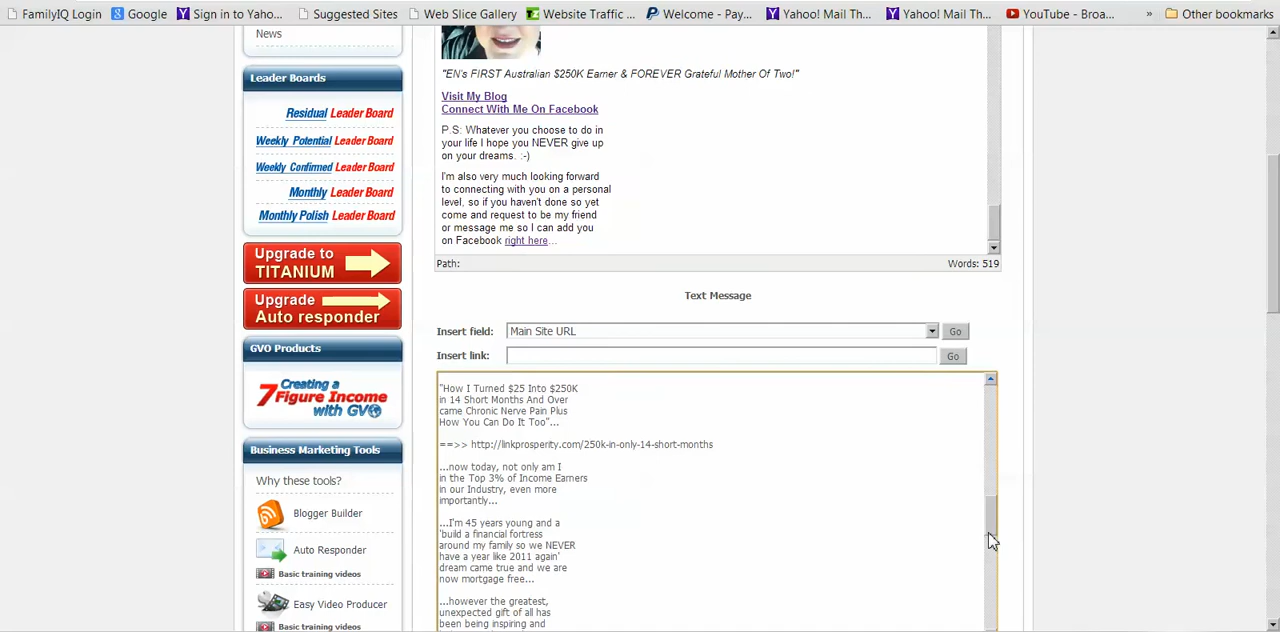 FamilyIQ Login
Google
Sign in to Yaho...
Suggested Sites
Web Slice Gallery
Website Traffic ...
Welcome - Pay...
Yahoo! Mail Th...
Yahoo! Mail Th...
YouTube - Broa...
»
Other bookmarks
News
Leader Boards
Residual Leader Board
Weekly Potential Leader Board
Weekly Confirmed Leader Board
Monthly Leader Board
Monthly Polish Leader Board
Upgrade to
TITANIUM
Upgrade
Auto responder
GVO Products
Creating a
7 Figure Income
with GVO
Business Marketing Tools
Why these tools?
Blogger Builder
Auto Responder
Basic training videos
Easy Video Producer
Basic training videos
"EN's FIRST Australian $250K Earner & FOREVER Grateful Mother Of Two!"
Visit My Blog
Connect With Me On Facebook
P.S: Whatever you choose to do in
your life I hope you NEVER give up
on your dreams. :-)
I'm also very much looking forward
to connecting with you on a personal
level, so if you haven't done so yet
come and request to be my friend
or message me so I can add you
on Facebook right here...
Path:
Words: 519
Text Message
Insert field:
Main Site URL
Go
Insert link:
Go
"How I Turned $25 Into $250K
in 14 Short Months And Over
came Chronic Nerve Pain Plus
How You Can Do It Too"...
==>> http://linkprosperity.com/250k-in-only-14-short-months
...now today, not only am I
in the Top 3% of Income Earners
in our Industry, even more
importantly...
...I'm 45 years young and a
'build a financial fortress
around my family so we NEVER
have a year like 2011 again'
dream came true and we are
now mortgage free...
...however the greatest,
unexpected gift of all has
been being inspiring and